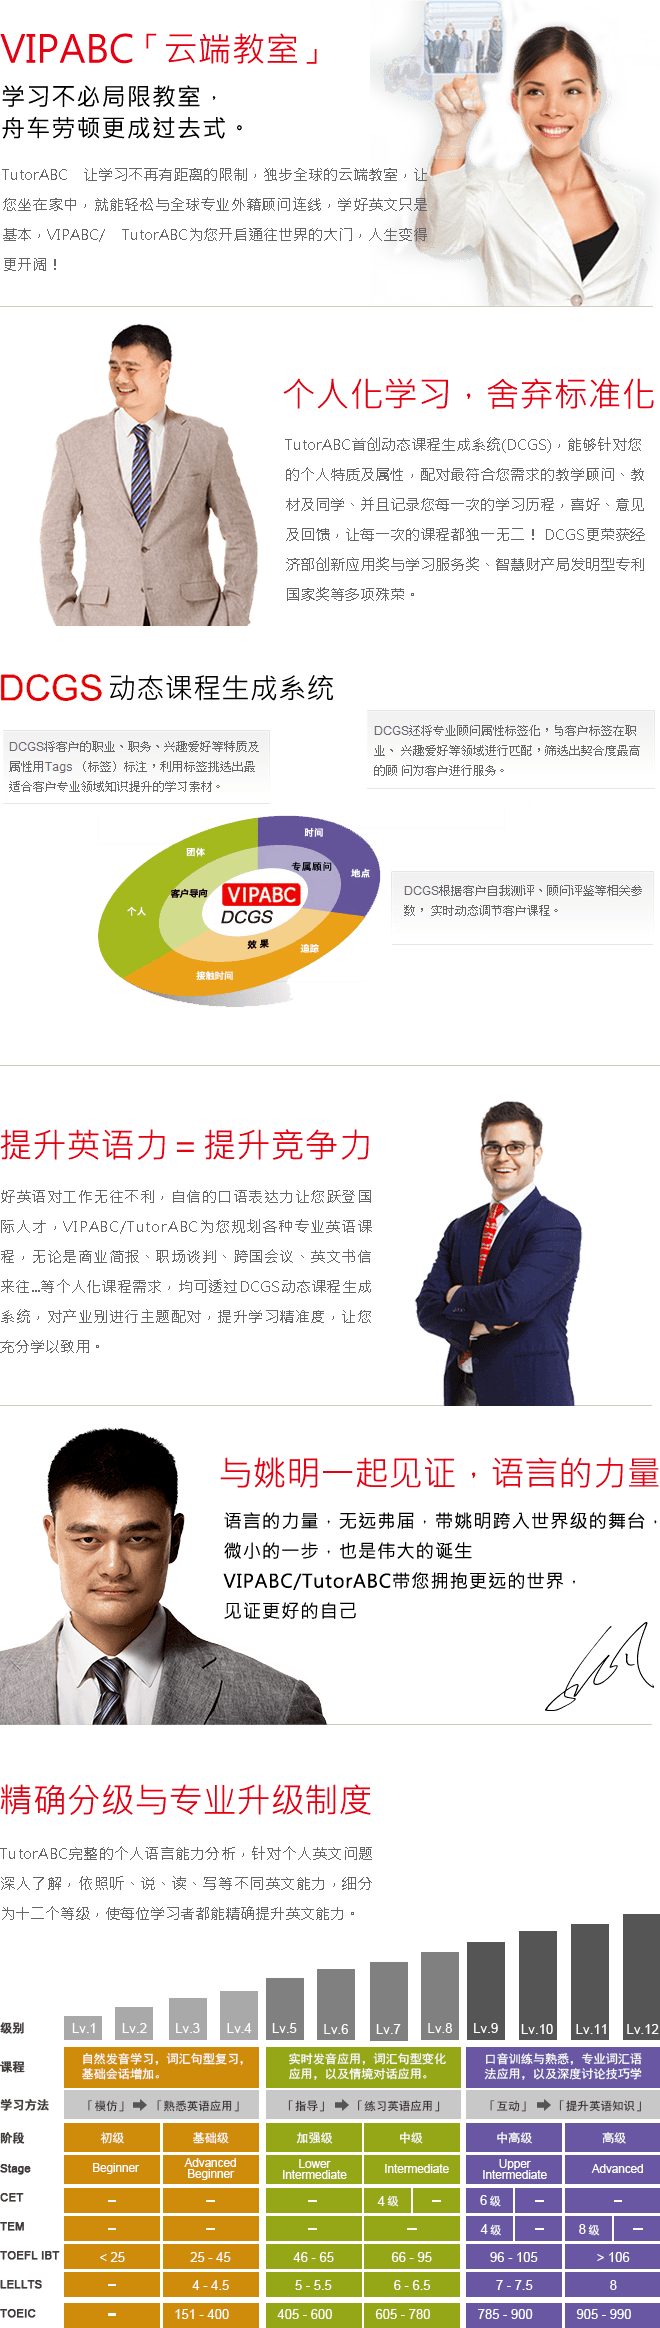 VIPABC「云端教室」
学习不必局限教室，
舟车劳顿更成过去式。
TutorABC 让学习不再有距离的限制，独步全球的云端教室，让
您坐在家中，就能轻松与全球专业外籍顾问连线，学好英文只是
基本，VIPABC/ TutorABC为您开启通往世界的大门，人生变得
更开阔！
个人化学习，舍弃标准化
TutorABC首创动态课程生成系统(DCGS)，能够针对您
的个人特质及属性，配对最符合您需求的教学顾问、教
材及同学、并且记录您每一次的学习历程，喜好、意见
及回馈，让每一次的课程都独一无二！ DCGS更荣获经
济部创新应用奖与学习服务奖、智慧财产局发明型专利
国家奖等多项殊荣。
DCGS 动态课程生成系统
DCGS将客户的职业、职务、兴趣爱好等特质及
属性用Tags （标签）标注，利用标签挑选出最
适合客户专业领域知识提升的学习素材。
DCGS还将专业顾问属性标签化，与客户标签在职
业、 兴趣爱好等领域进行匹配，筛选出契合度最高
的顾 问为客户进行服务。
DCGS根据客户自我测评、顾问评鉴等相关参
数， 实时动态调节客户课程。
时间
团体
专属顾问
地点
客户导向
个人
VIPABC
DCGS
效 果
追踪
接触时间
提升英语力 = 提升竞争力
好英语对工作无往不利，自信的口语表达力让您跃登国
际人才，VIPABC/TutorABC为您规划各种专业英语课
程，无论是商业简报、职场谈判、跨国会议、英文书信
来往...等个人化课程需求，均可透过DCGS动态课程生成
系统，对产业别进行主题配对，提升学习精准度，让您
充分学以致用。
与姚明一起见证，语言的力量
语言的力量，无远弗届，带姚明跨入世界级的舞台，
微小的一步，也是伟大的诞生
VIPABC/TutorABC带您拥抱更远的世界，
见证更好的自己
精确分级与专业升级制度
TutorABC完整的个人语言能力分析，针对个人英文问题
深入了解，依照听、说、读、写等不同英文能力，细分
为十二个等级，使每位学习者都能精确提升英文能力。
级别 Lv.1 Lv.2 Lv.3 Lv.4 Lv.5 Lv.6 Lv.7 Lv.8 Lv.9 Lv.10 Lv.11 Lv.12
课程
自然发音学习，词汇句型复习，
基础会话增加。
实时发音应用，词汇句型变化
应用，以及情境对话应用。
口音训练与熟悉，专业词汇语
法应用，以及深度讨论技巧学
学习方法 「模仿」 ➡ 「熟悉英语应用」 「指导」 ➡ 「练习英语应用」 「互动」 ➡ 「提升英语知识」
阶段 初级 基础级 加强级 中级 中高级 高级
Stage Beginner Advanced Beginner Lower Intermediate Intermediate Upper Intermediate Advanced
CET – – – 4 级 – 6 级 – –
TEM – – – – 4 级 – 8 级 –
TOEFL IBT < 25 25 - 45 46 - 65 66 - 95 96 - 105 > 106
LELLTS – 4 - 4.5 5 - 5.5 6 - 6.5 7 - 7.5 8
TOEIC – 151 - 400 405 - 600 605 - 780 785 - 900 905 - 990